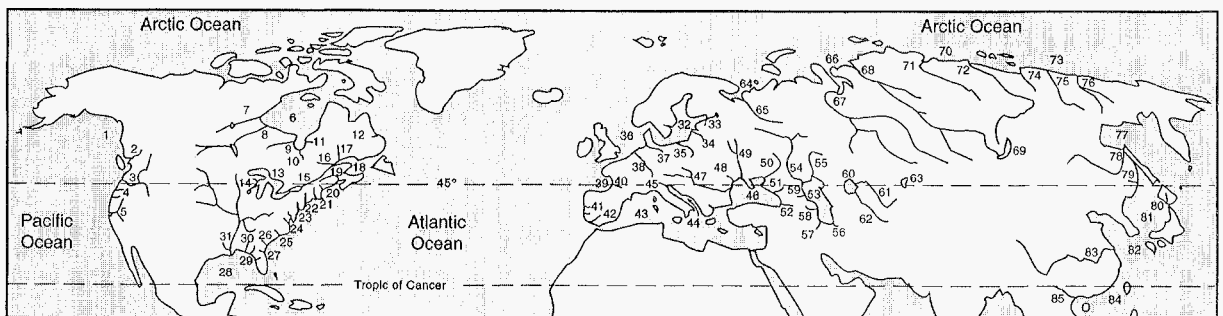 Arctic Ocean Arctic Ocean
70 73
66 68 71 72 74 75 76
64
67
7 6 65
1 8 36 32 33 12 77
2 9 11 17 34
10 16 37 35 49 69 78
3 13 15 19 18 38 47 48 50 54 55 79
4 14 45° 39 40 45 51 59 60 61 63
5 22 21 20 41 42 43 46 52 53 58 62 80
Pacific
Ocean
Atlantic
Ocean
23 44 57 56 81
31 30 26 24
29 27 25 82 83
28
Tropic of Cancer
85 84